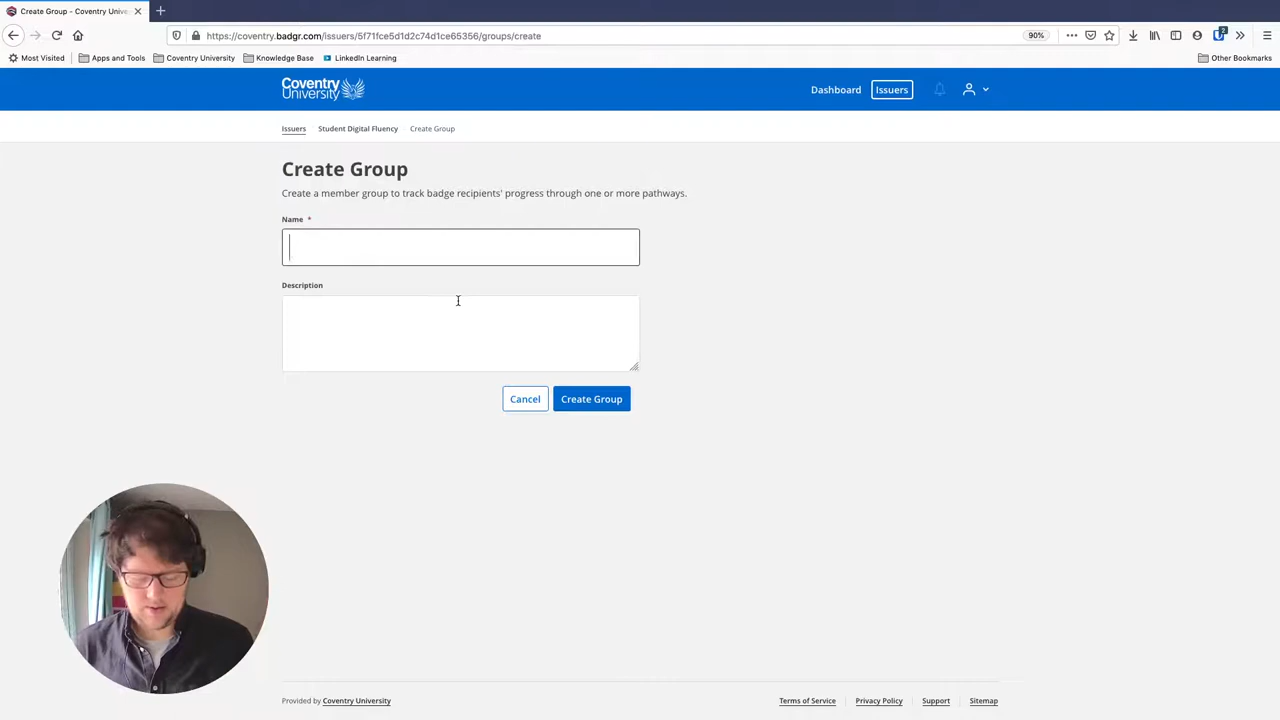 Create Group - Coventry Unive
https://coventry.badgr.com/issuers/5f71fce5d1d2c74d1ce65356/groups/create
90%
2
Most Visited
Apps and Tools
Coventry University
Knowledge Base
LinkedIn Learning
Other Bookmarks
Coventry
University
Dashboard
Issuers
Issuers
Student Digital Fluency
Create Group
Create Group
Create a member group to track badge recipients' progress through one or more pathways.
Name *
Description
Cancel
Create Group
Provided by Coventry University
Terms of Service
Privacy Policy
Support
Sitemap